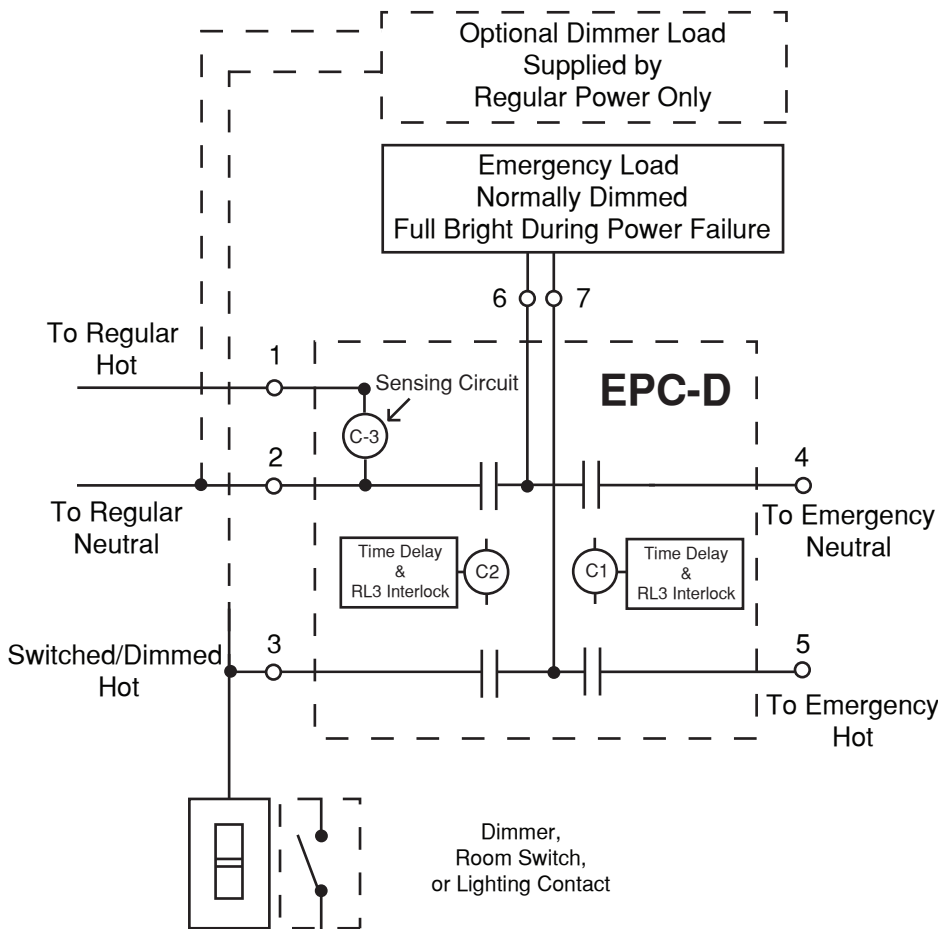 Optional Dimmer Load
Supplied by
Regular Power Only
Emergency Load
Normally Dimmed
Full Bright During Power Failure
6
7
To Regular
Hot
1
Sensing Circuit
EPC-D
C-3
2
4
To Regular
Neutral
To Emergency
Neutral
Time Delay
&
RL3 Interlock
C2
C1
Time Delay
&
RL3 Interlock
Switched/Dimmed
Hot
3
5
To Emergency
Hot
Dimmer,
Room Switch,
or Lighting Contact